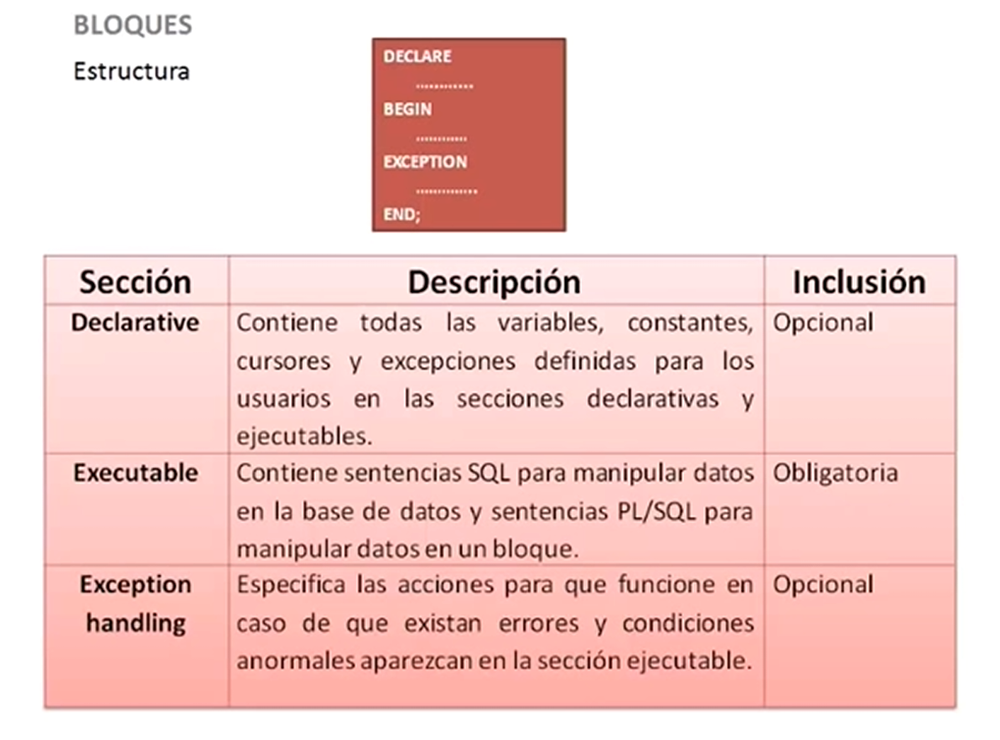 BLOQUES
Estructura
DECLARE
............
BEGIN
............
EXCEPTION
..............
END;
Sección Descripción Inclusión
Declarative Contiene todas las variables, constantes, Opcional
cursores y excepciones definidas para los
usuarios en las secciones declarativas y
ejecutables.
Executable Contiene sentencias SQL para manipular datos Obligatoria
en la base de datos y sentencias PL/SQL para
manipular datos en un bloque.
Exception Especifica las acciones para que funcione en Opcional
handling caso de que existan errores y condiciones
anormales aparezcan en la sección ejecutable.